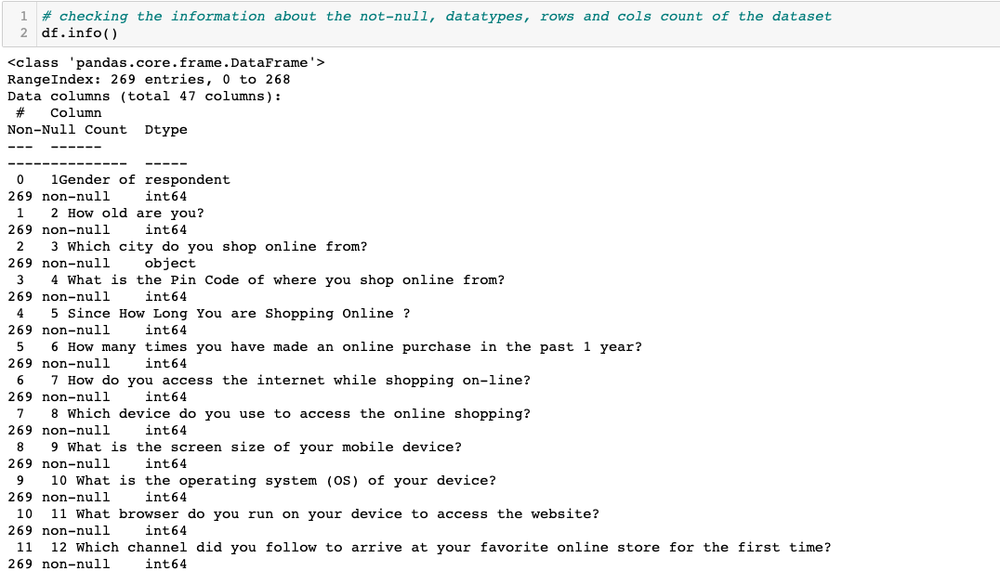 1 # checking the information about the not-null, datatypes, rows and cols count of the dataset
2 df.info()
<class 'pandas.core.frame.DataFrame'>
RangeIndex: 269 entries, 0 to 268
Data columns (total 47 columns):
 #   Column
Non-Null Count  Dtype
---  ------
--------------  -----
 0   1Gender of respondent
269 non-null    int64
 1   2 How old are you?
269 non-null    int64
 2   3 Which city do you shop online from?
269 non-null    object
 3   4 What is the Pin Code of where you shop online from?
269 non-null    int64
 4   5 Since How Long You are Shopping Online ?
269 non-null    int64
 5   6 How many times you have made an online purchase in the past 1 year?
269 non-null    int64
 6   7 How do you access the internet while shopping on-line?
269 non-null    int64
 7   8 Which device do you use to access the online shopping?
269 non-null    int64
 8   9 What is the screen size of your mobile device?
269 non-null    int64
 9   10 What is the operating system (OS) of your device?
269 non-null    int64
 10  11 What browser do you run on your device to access the website?
269 non-null    int64
 11  12 Which channel did you follow to arrive at your favorite online store for the first time?
269 non-null    int64